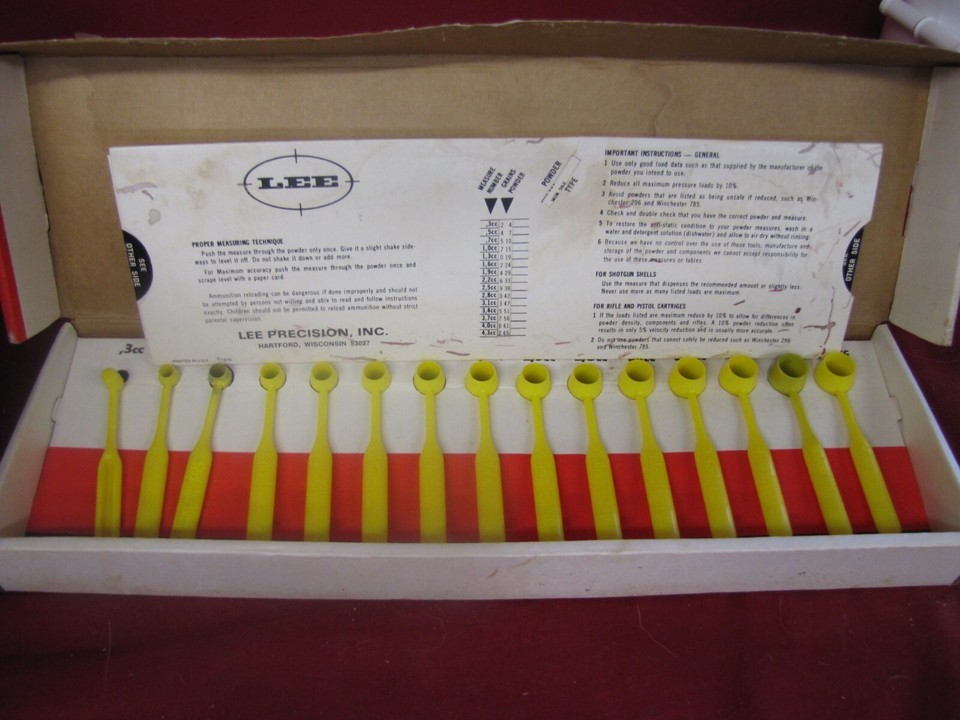 LEE
PROPER MEASURING TECHNIQUE
Push the measure through the powder only once. Give it a slight shake side-
ways to level it off. Do not shake it down or add more.
For Maximum accuracy push the measure through the powder once and
scrape level with a paper card.
Ammunition reloading can be dangerous if done improperly and should not
be attempted by persons not willing and able to read and follow instructions
exactly. Children should not be permitted to reload ammunition without strict
parental supervision.
LEE PRECISION, INC.
HARTFORD, WISCONSIN 53027
SEE
OTHER SIDE
MEASURE
NUMBER
GRAINS
POWDER
POWDER
TYPE
.3cc
.5cc
.7cc
1.0cc
1.3cc
1.6cc
1.9cc
2.2cc
2.5cc
2.8cc
3.1cc
3.4cc
3.7cc
4.0cc
4.3cc
IMPORTANT INSTRUCTIONS — GENERAL
1 Use only good load data such as that supplied by the manufacturer of the
powder you intend to use.
2 Reduce all maximum pressure loads by 10%.
3 Avoid powders that are listed as being unsafe if reduced, such as Win-
chester 296 and Winchester 785.
4 Check and double check that you have the correct powder and measure.
5 To restore the anti-static condition to your powder measures, wash in a
water and detergent solution (dishwater) and allow to air dry without rinsing.
6 Because we have no control over the use of these tools, manufacture and
storage of the powder and components we cannot accept responsibility for
the use of these measures or tables.
FOR SHOTGUN SHELLS
Use the measure that dispenses the recommended amount or slightly less.
Never use more as many listed loads are maximum.
FOR RIFLE AND PISTOL CARTRIDGES
1 If the loads listed are maximum reduce by 10% to allow for differences in
powder density, components and rifles. A 10% powder reduction often
results in only 5% velocity reduction and is usually more accurate.
2 Do not use powders that cannot safely be reduced such as Winchester 296
and Winchester 785.
OTHER SIDE
.3cc